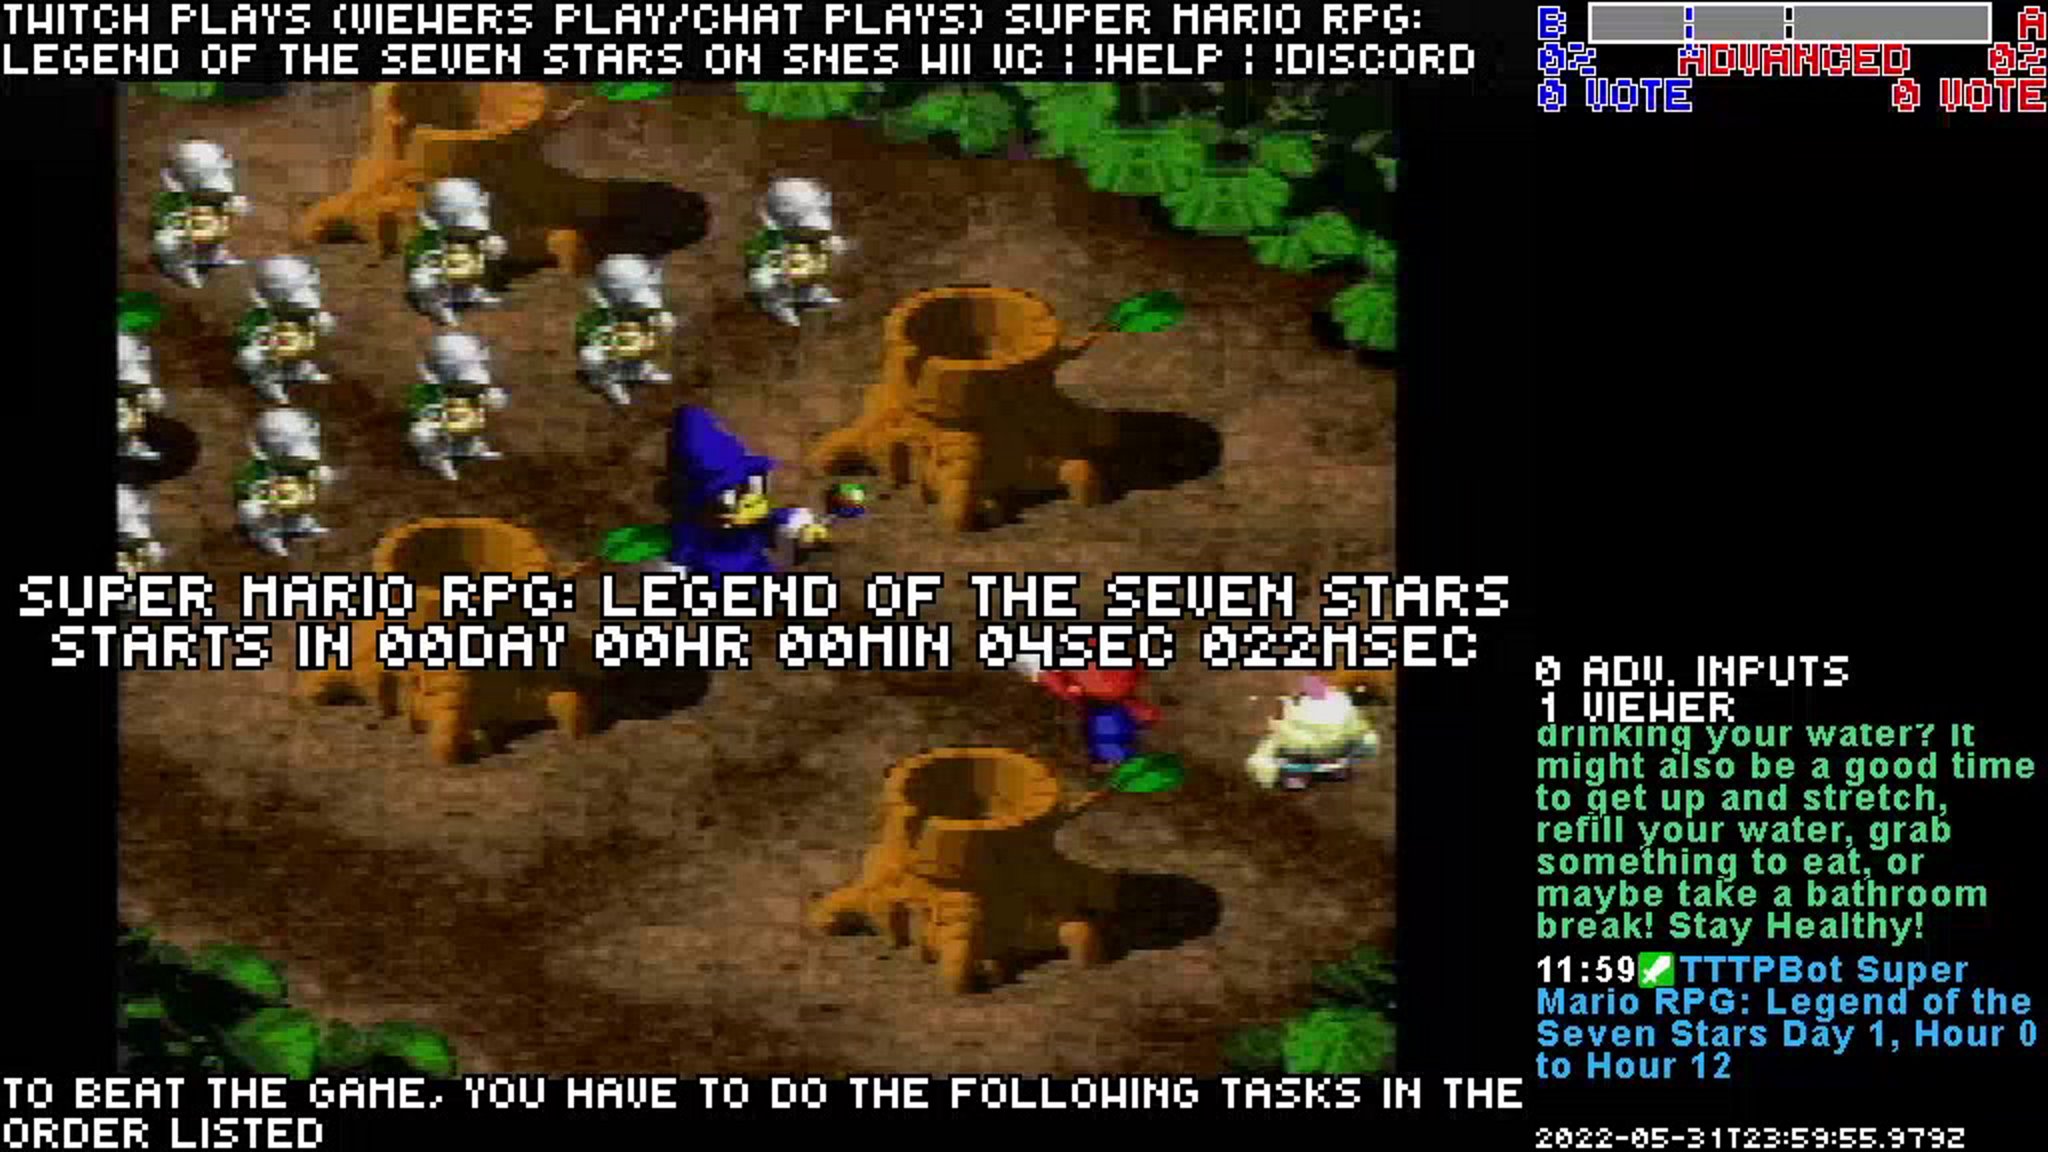 TWITCH PLAYS (VIEWERS PLAY/CHAT PLAYS) SUPER MARIO RPG:
LEGEND OF THE SEVEN STARS ON SNES WII VC | !HELP | !DISCORD
B A
0% ADVANCED 0%
0 VOTE 0 VOTE
SUPER MARIO RPG: LEGEND OF THE SEVEN STARS
STARTS IN 00DAY 00HR 00MIN 04SEC 022MSEC
0 ADV. INPUTS
1 VIEWER
drinking your water? It
might also be a good time
to get up and stretch,
refill your water, grab
something to eat, or
maybe take a bathroom
break! Stay Healthy!
11:59 TTTPBot Super
Mario RPG: Legend of the
Seven Stars Day 1, Hour 0
to Hour 12
TO BEAT THE GAME, YOU HAVE TO DO THE FOLLOWING TASKS IN THE
ORDER LISTED
2022-05-31T23:59:55.979Z